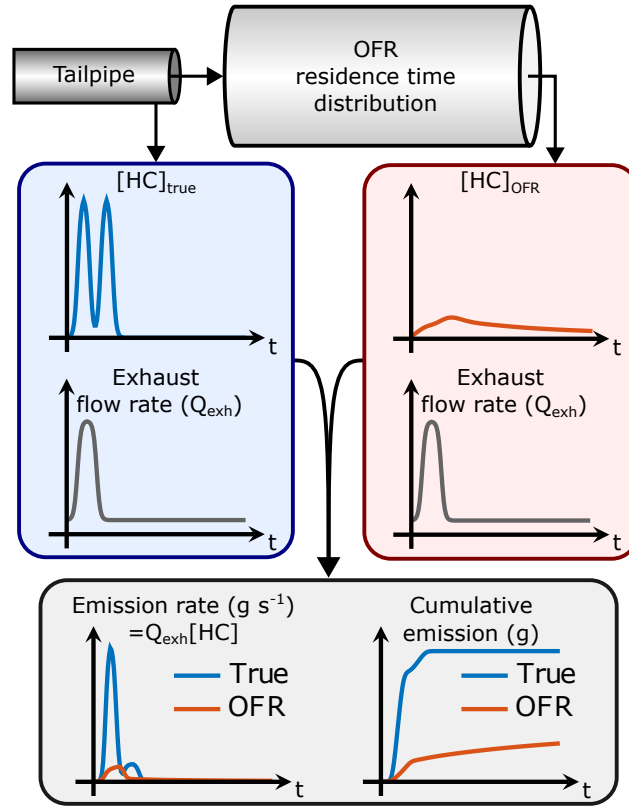 Tailpipe
OFR
residence time
distribution
[HC]true
t
Exhaust
flow rate (Qexh)
t
[HC]OFR
t
Exhaust
flow rate (Qexh)
t
Emission rate (g s⁻¹)
=Qexh[HC]
True
OFR
t
Cumulative
emission (g)
True
OFR
t